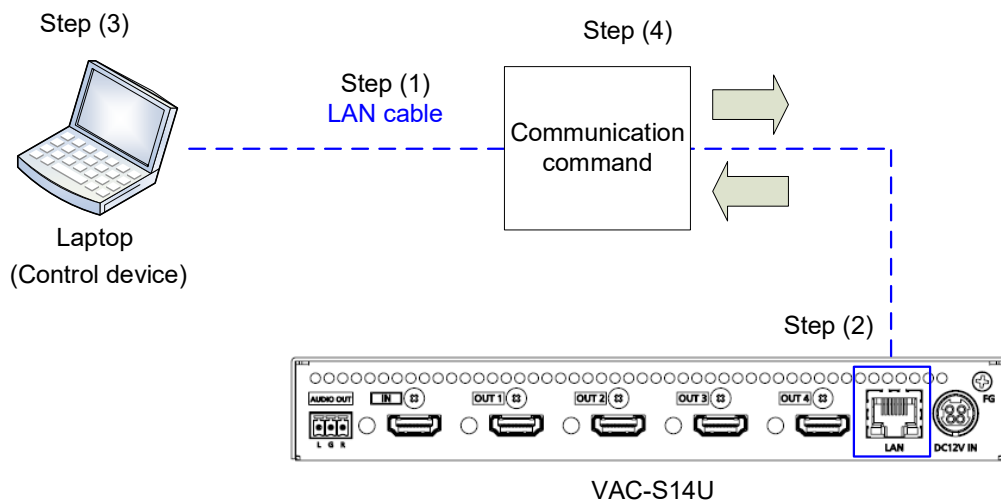 Step (3)
Step (4)
Step (1)
LAN cable
Communication
command
Laptop
(Control device)
Step (2)
AUDIO OUT
IN
OUT 1
OUT 2
OUT 3
OUT 4
FG
L G R
LAN
DC12V IN
VAC-S14U